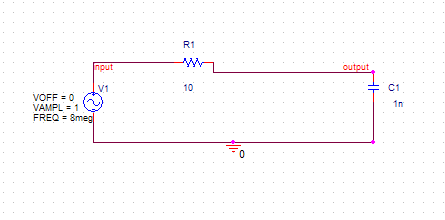 R1
input
output
V1
C1
10
VOFF = 0
VAMPL = 1
FREQ = 8meg
1n
0